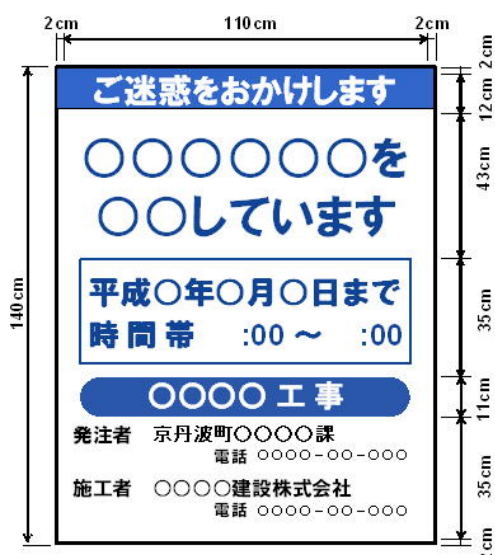 2cm 110cm 2cm
2cm
ご迷惑をおかけします
12cm
○○○○○○を
○○しています
43cm
140cm
平成○年○月○日まで
時間帯 :00～ :00
35cm
○○○○工事
11cm
発注者 京丹波町○○○○課
電話 ○○○○-○○-○○○
施工者 ○○○○建設株式会社
電話 ○○○○-○○-○○○
35cm